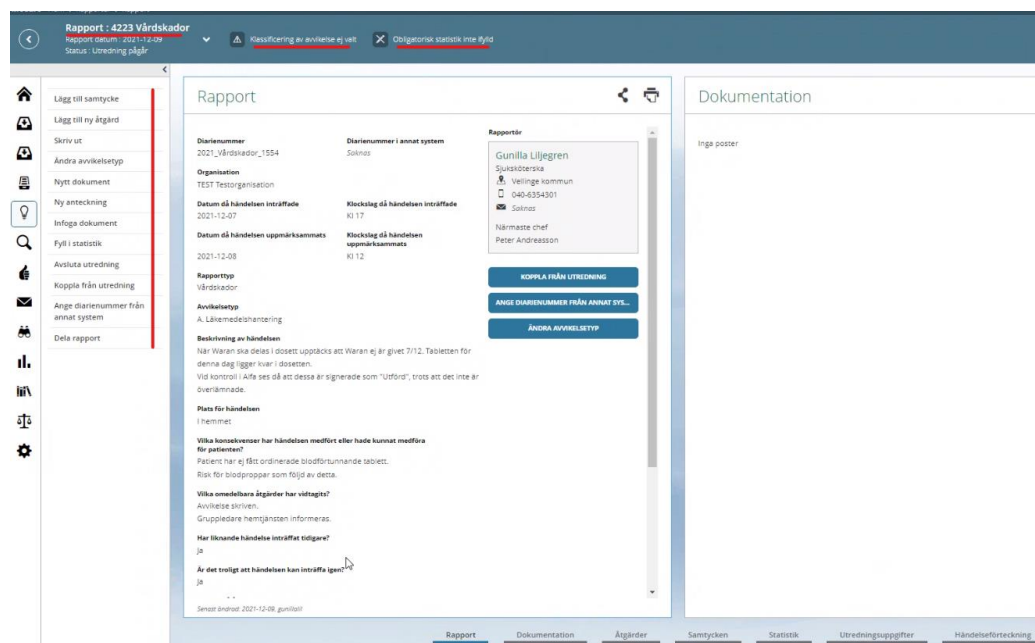 Rapport : 4223 Vårdskador
Rapport datum : 2021-12-09
Status : Utredning pågår
Klassificering av avvikelse ej valt
Obligatorisk statistik inte ifylld
Lägg till samtycke
Lägg till ny åtgärd
Skriv ut
Ändra avvikelsetyp
Nytt dokument
Ny anteckning
Infoga dokument
Fyll i statistik
Avsluta utredning
Koppla från utredning
Ange diarienummer från
annat system
Dela rapport
Rapport
Diarienummer
2021_Vårdskador_1554
Diarienummer i annat system
Saknas
Organisation
TEST Testorganisation
Datum då händelsen inträffade
2021-12-07
Klockslag då händelsen inträffade
Kl 17
Datum då händelsen uppmärksammats
2021-12-08
Klockslag då händelsen
uppmärksammats
Kl 12
Rapporttyp
Vårdskador
Avvikelsetyp
A. Läkemedelshantering
Beskrivning av händelsen
När Waran ska delas i dosett upptäcks att Waran ej är givet 7/12. Tabletten för
denna dag ligger kvar i dosetten.
Vid kontroll i Alfa ses då att dessa är signerade som "Utförd", trots att det inte är
överlämnade.
Plats för händelsen
I hemmet
Vilka konsekvenser har händelsen medfört eller hade kunnat medföra
för patienten?
Patient har ej fått ordinerade blodförtunnande tablett.
Risk för blodproppar som följd av detta.
Vilka omedelbara åtgärder har vidtagits?
Avvikelse skriven.
Gruppledare hemtjänsten informeras.
Har liknande händelse inträffat tidigare?
Ja
Är det troligt att händelsen kan inträffa igen?
Ja
Senast ändrad: 2021-12-09, gunillalil
Rapportör
Gunilla Liljegren
Sjuksköterska
Vellinge kommun
040-6354301
Saknas
Närmaste chef
Peter Andreasson
KOPPLA FRÅN UTREDNING
ANGE DIARIENUMMER FRÅN ANNAT SYS...
ÄNDRA AVVIKELSETYP
Dokumentation
Inga poster
Rapport
Dokumentation
Åtgärder
Samtycken
Statistik
Utredningsuppgifter
Händelseförteckning